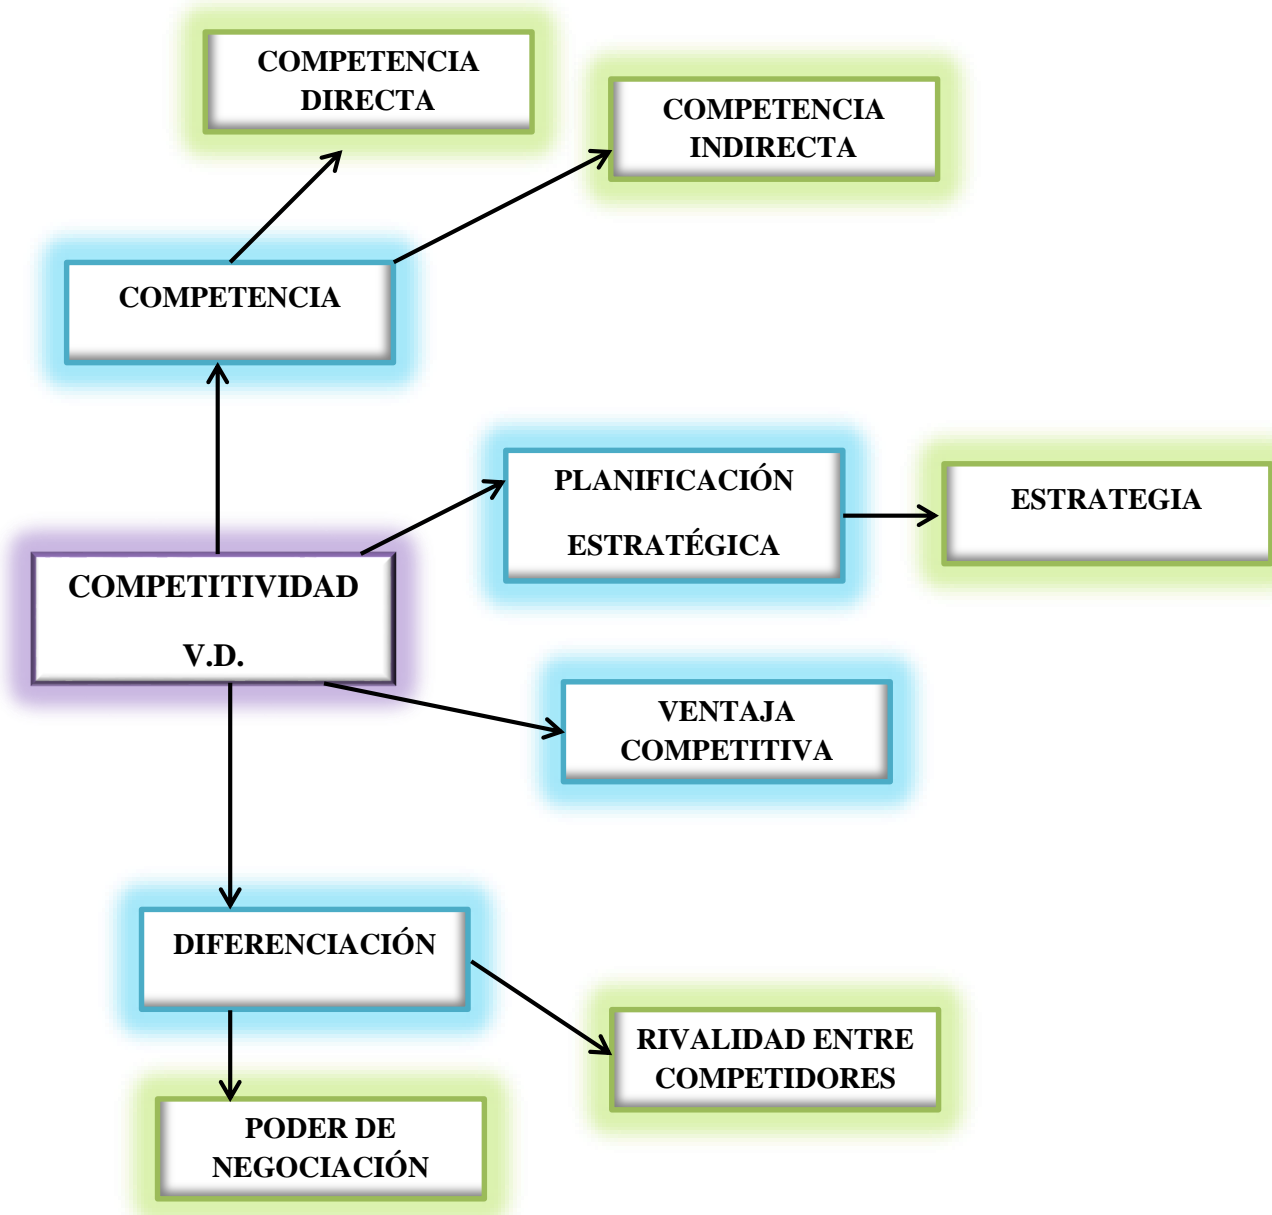 COMPETENCIA
DIRECTA
COMPETENCIA
INDIRECTA
COMPETENCIA
PLANIFICACIÓN
ESTRATÉGICA
ESTRATEGIA
COMPETITIVIDAD
V.D.
VENTAJA
COMPETITIVA
DIFERENCIACIÓN
RIVALIDAD ENTRE
COMPETIDORES
PODER DE
NEGOCIACIÓN